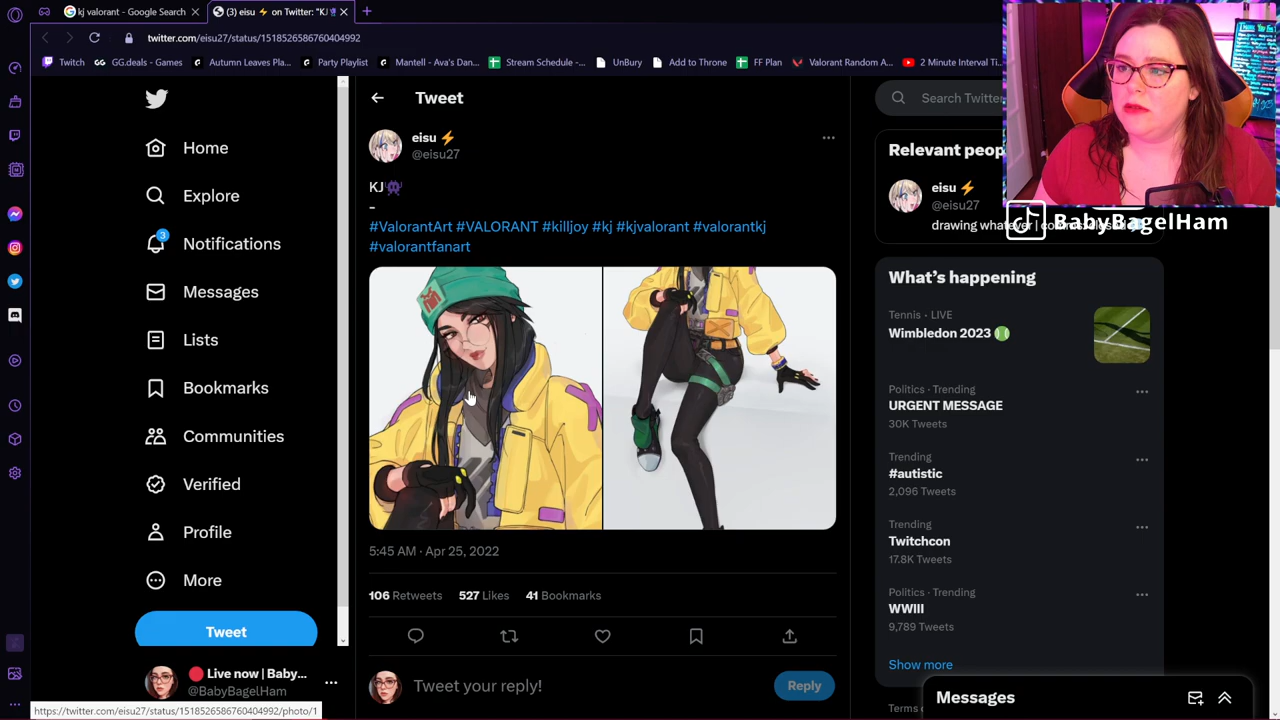 kj valorant - Google Search
(3) eisu ⚡ on Twitter: "KJ
twitter.com/eisu27/status/1518526586760404992
Twitch
GG.deals - Games
Autumn Leaves Pla...
Party Playlist
Mantell - Ava's Dan...
Stream Schedule -...
UnBury
Add to Throne
FF Plan
Valorant Random A...
2 Minute Interval Ti...
Home
Explore
3
Notifications
Messages
Lists
Bookmarks
Communities
Verified
Profile
More
Tweet
Live now | Baby...
@BabyBagelHam
Tweet
eisu ⚡
@eisu27
KJ👾
-
#ValorantArt #VALORANT #killjoy #kj #kjvalorant #valorantkj
#valorantfanart
5:45 AM · Apr 25, 2022
106 Retweets 527 Likes 41 Bookmarks
Tweet your reply!
Reply
Search Twitte
Relevant peop
eisu ⚡
@eisu27
drawing whatever |
BabyBagelHam
What's happening
Tennis · LIVE
Wimbledon 2023
Politics · Trending
URGENT MESSAGE
30K Tweets
Trending
#autistic
2,096 Tweets
Trending
Twitchcon
17.8K Tweets
Politics · Trending
WWIII
9,789 Tweets
Show more
Terms
Messages
https://twitter.com/eisu27/status/1518526586760404992/photo/1